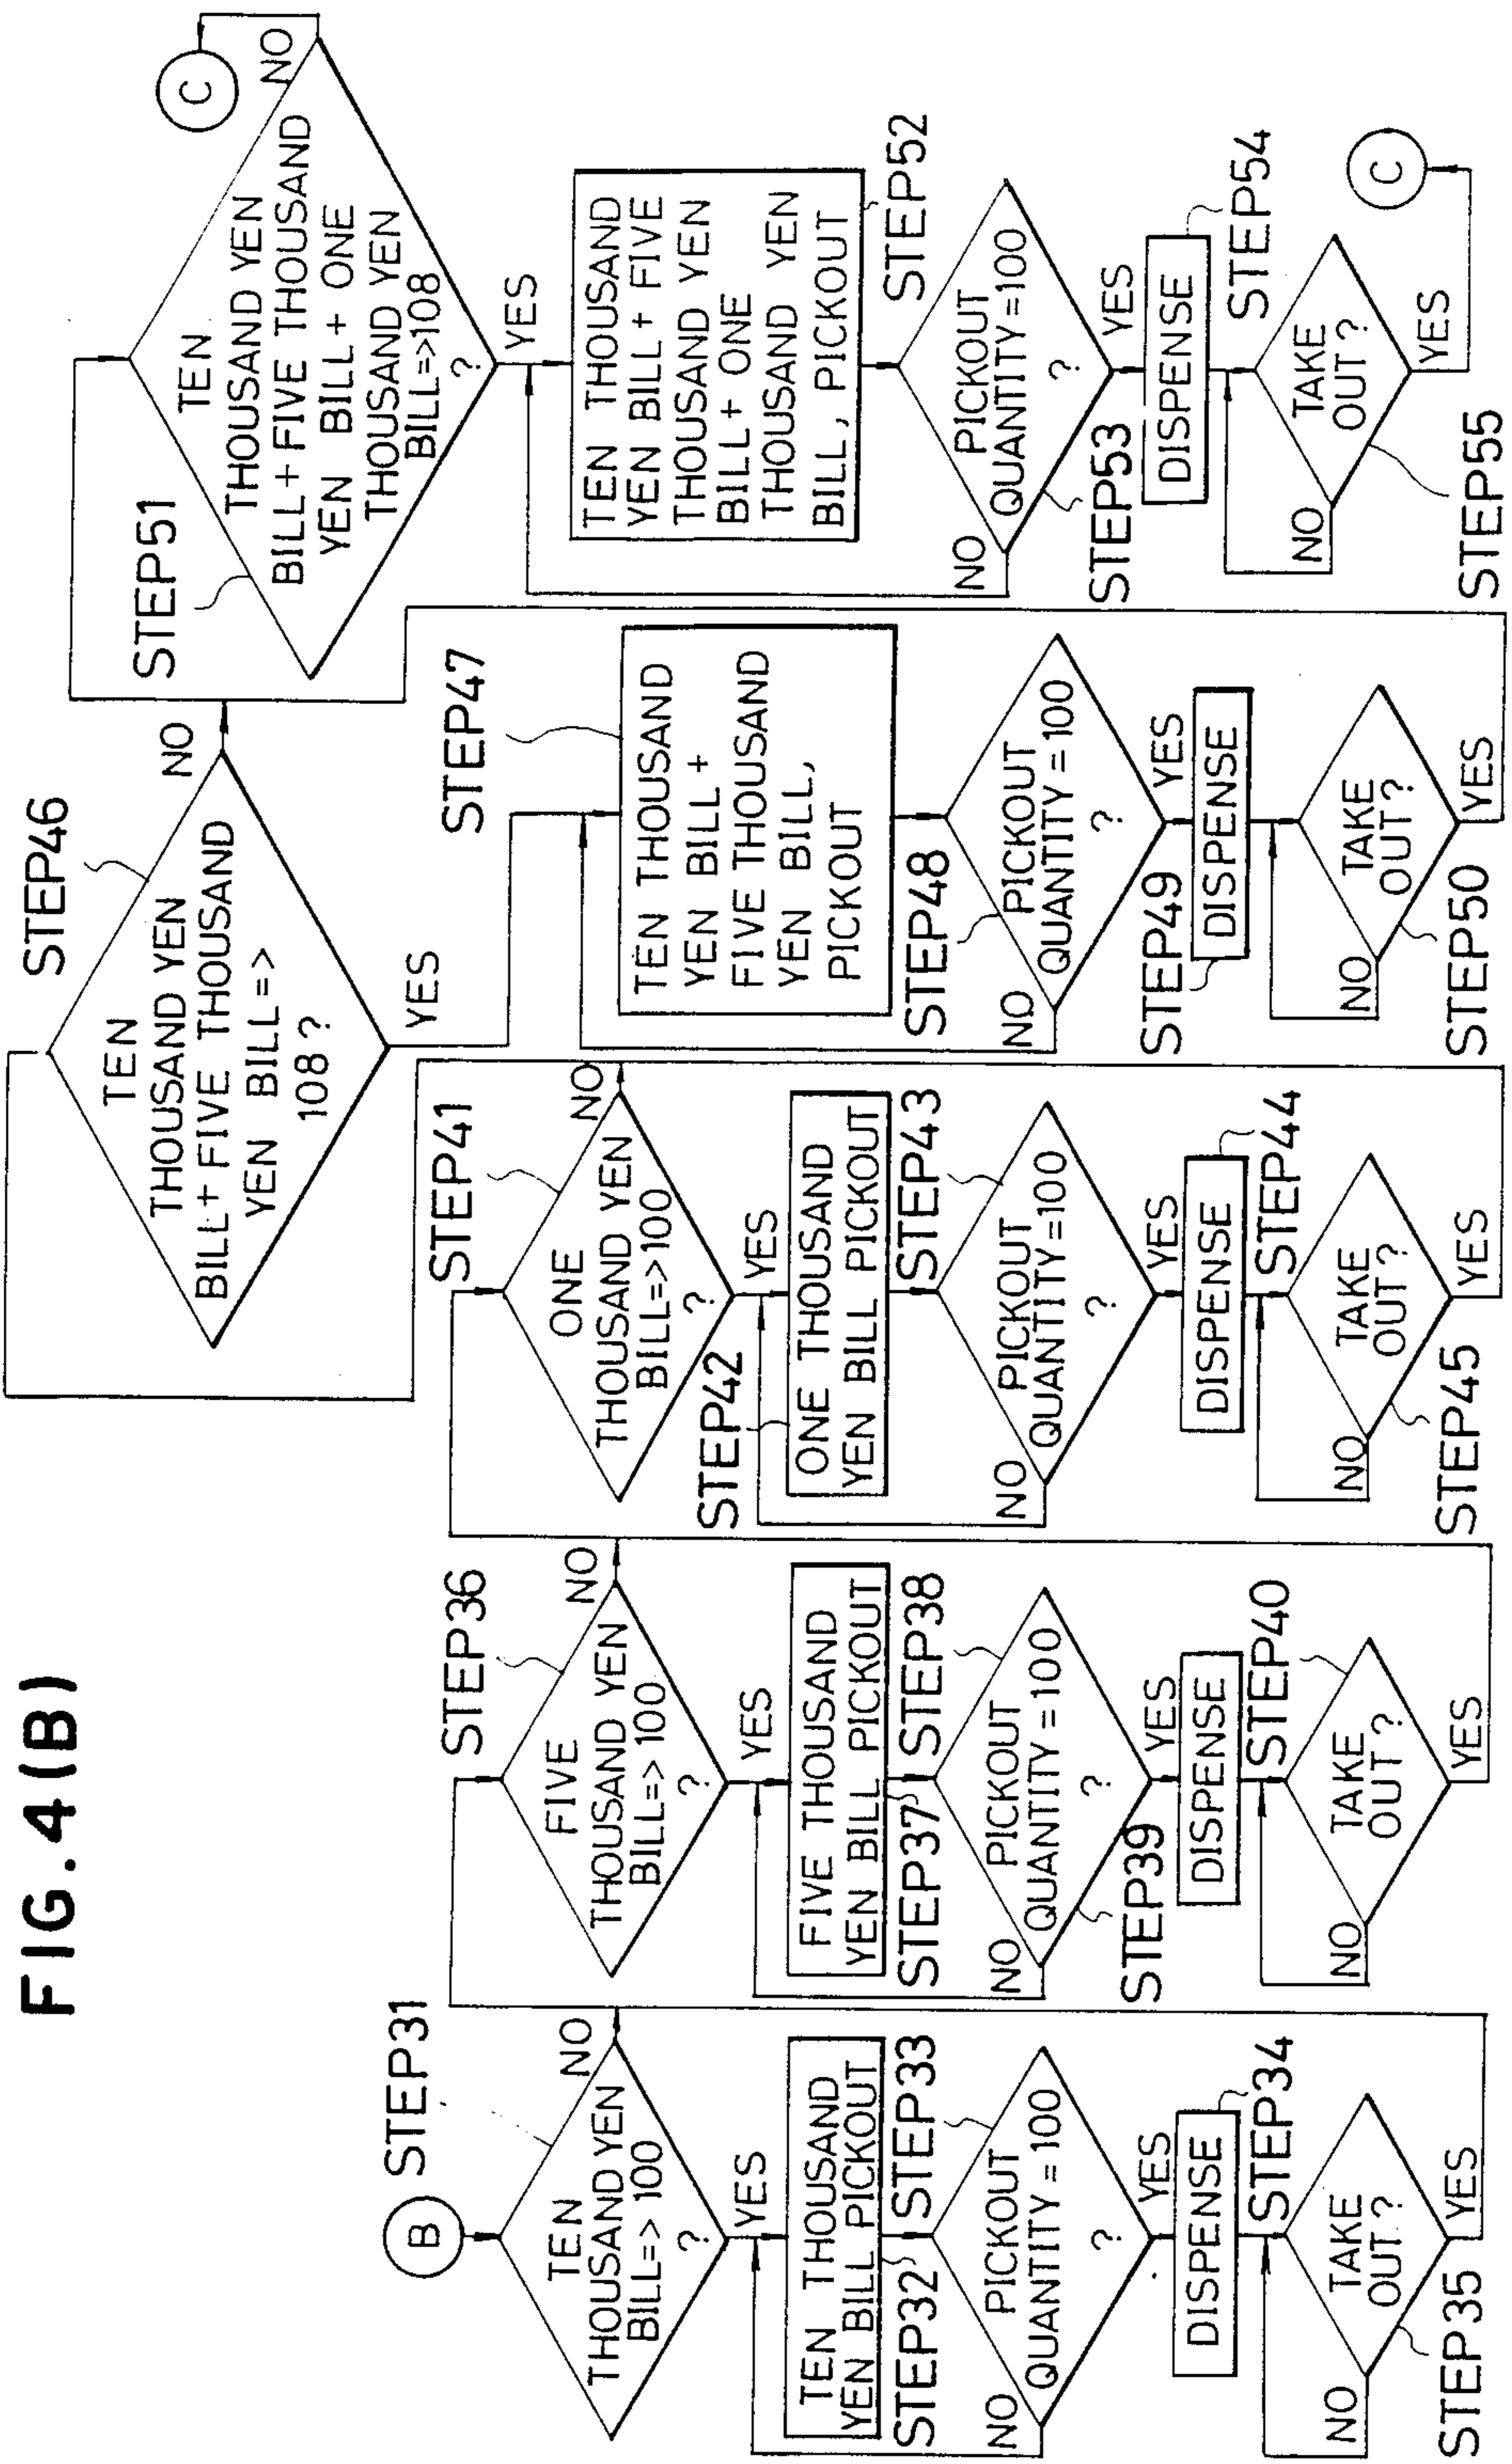 FIG. 4 (B)
B
STEP31
TEN
THOUSAND YEN
BILL=> 100
?
NO
YES
TEN THOUSAND
YEN BILL PICKOUT
STEP32
STEP33
PICKOUT
QUANTITY = 100
?
NO
YES
DISPENSE
STEP34
TAKE
OUT?
NO
YES
STEP35
STEP36
FIVE
THOUSAND YEN
BILL=> 100
?
NO
YES
FIVE THOUSAND
YEN BILL PICKOUT
STEP37
STEP38
PICKOUT
QUANTITY = 100
?
NO
YES
STEP39
DISPENSE
STEP40
TAKE
OUT?
NO
YES
STEP41
ONE
THOUSAND YEN
BILL=>100
?
NO
YES
STEP42
ONE THOUSAND
YEN BILL PICKOUT
STEP43
PICKOUT
QUANTITY=100
?
NO
YES
DISPENSE
STEP44
TAKE
OUT?
NO
YES
STEP45
STEP46
TEN
THOUSAND YEN
BILL+ FIVE THOUSAND
YEN BILL=>
108?
NO
YES
STEP47
TEN THOUSAND
YEN BILL +
FIVE THOUSAND
YEN BILL,
PICKOUT
STEP48
PICKOUT
QUANTITY = 100
?
NO
YES
STEP49
DISPENSE
TAKE
OUT?
NO
YES
STEP50
STEP51
TEN
THOUSAND YEN
BILL+ FIVE THOUSAND
YEN BILL+ ONE
THOUSAND YEN
BILL=>108
?
NO
C
YES
TEN THOUSAND
YEN BILL + FIVE
THOUSAND YEN
BILL+ ONE
THOUSAND YEN
BILL, PICKOUT
STEP52
PICKOUT
QUANTITY=100
?
NO
YES
STEP53
DISPENSE
STEP54
TAKE
OUT?
NO
YES
STEP55
C